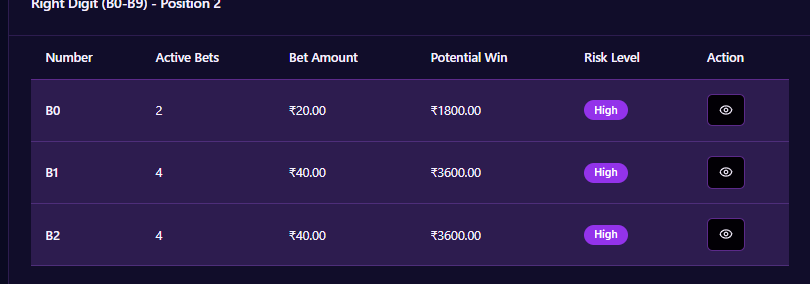 Right Digit (B0-B9) - Position 2
Number Active Bets Bet Amount Potential Win Risk Level Action
B0 2 ₹20.00 ₹1800.00 High
B1 4 ₹40.00 ₹3600.00 High
B2 4 ₹40.00 ₹3600.00 High